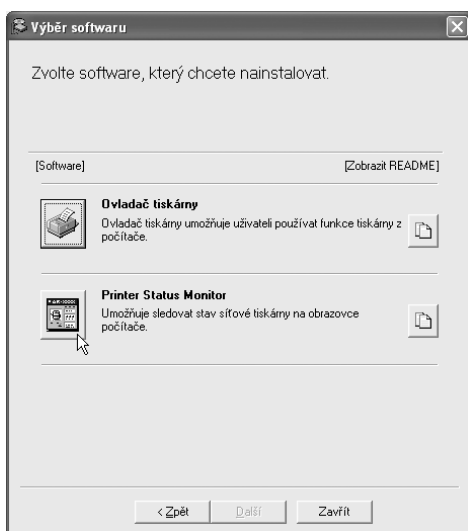 Výběr softwaru
Zvolte software, který chcete nainstalovat.
[Software] [Zobrazit README]
Ovladač tiskárny
Ovladač tiskárny umožňuje uživateli používat funkce tiskárny z
počítače.
Printer Status Monitor
Umožňuje sledovat stav síťové tiskárny na obrazovce
počítače.
< Zpět Další Zavřít